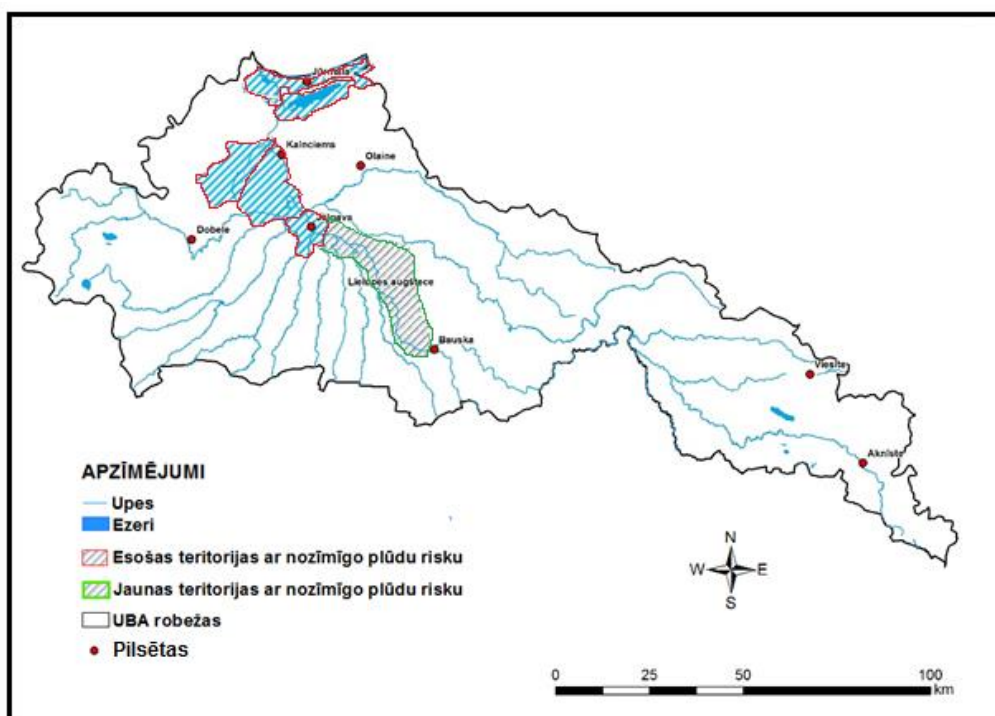 Jūrmala
Kalnciems
Olaine
Jelgava
Dobele
Lielupes augštece
Bauska
Viesīte
Aknīste
APZĪMĒJUMI
Upes
Ezeri
Esošas teritorijas ar nozīmīgo plūdu risku
Jaunas teritorijas ar nozīmīgo plūdu risku
UBA robežas
Pilsētas
N
W E
S
0 25 50 100
km